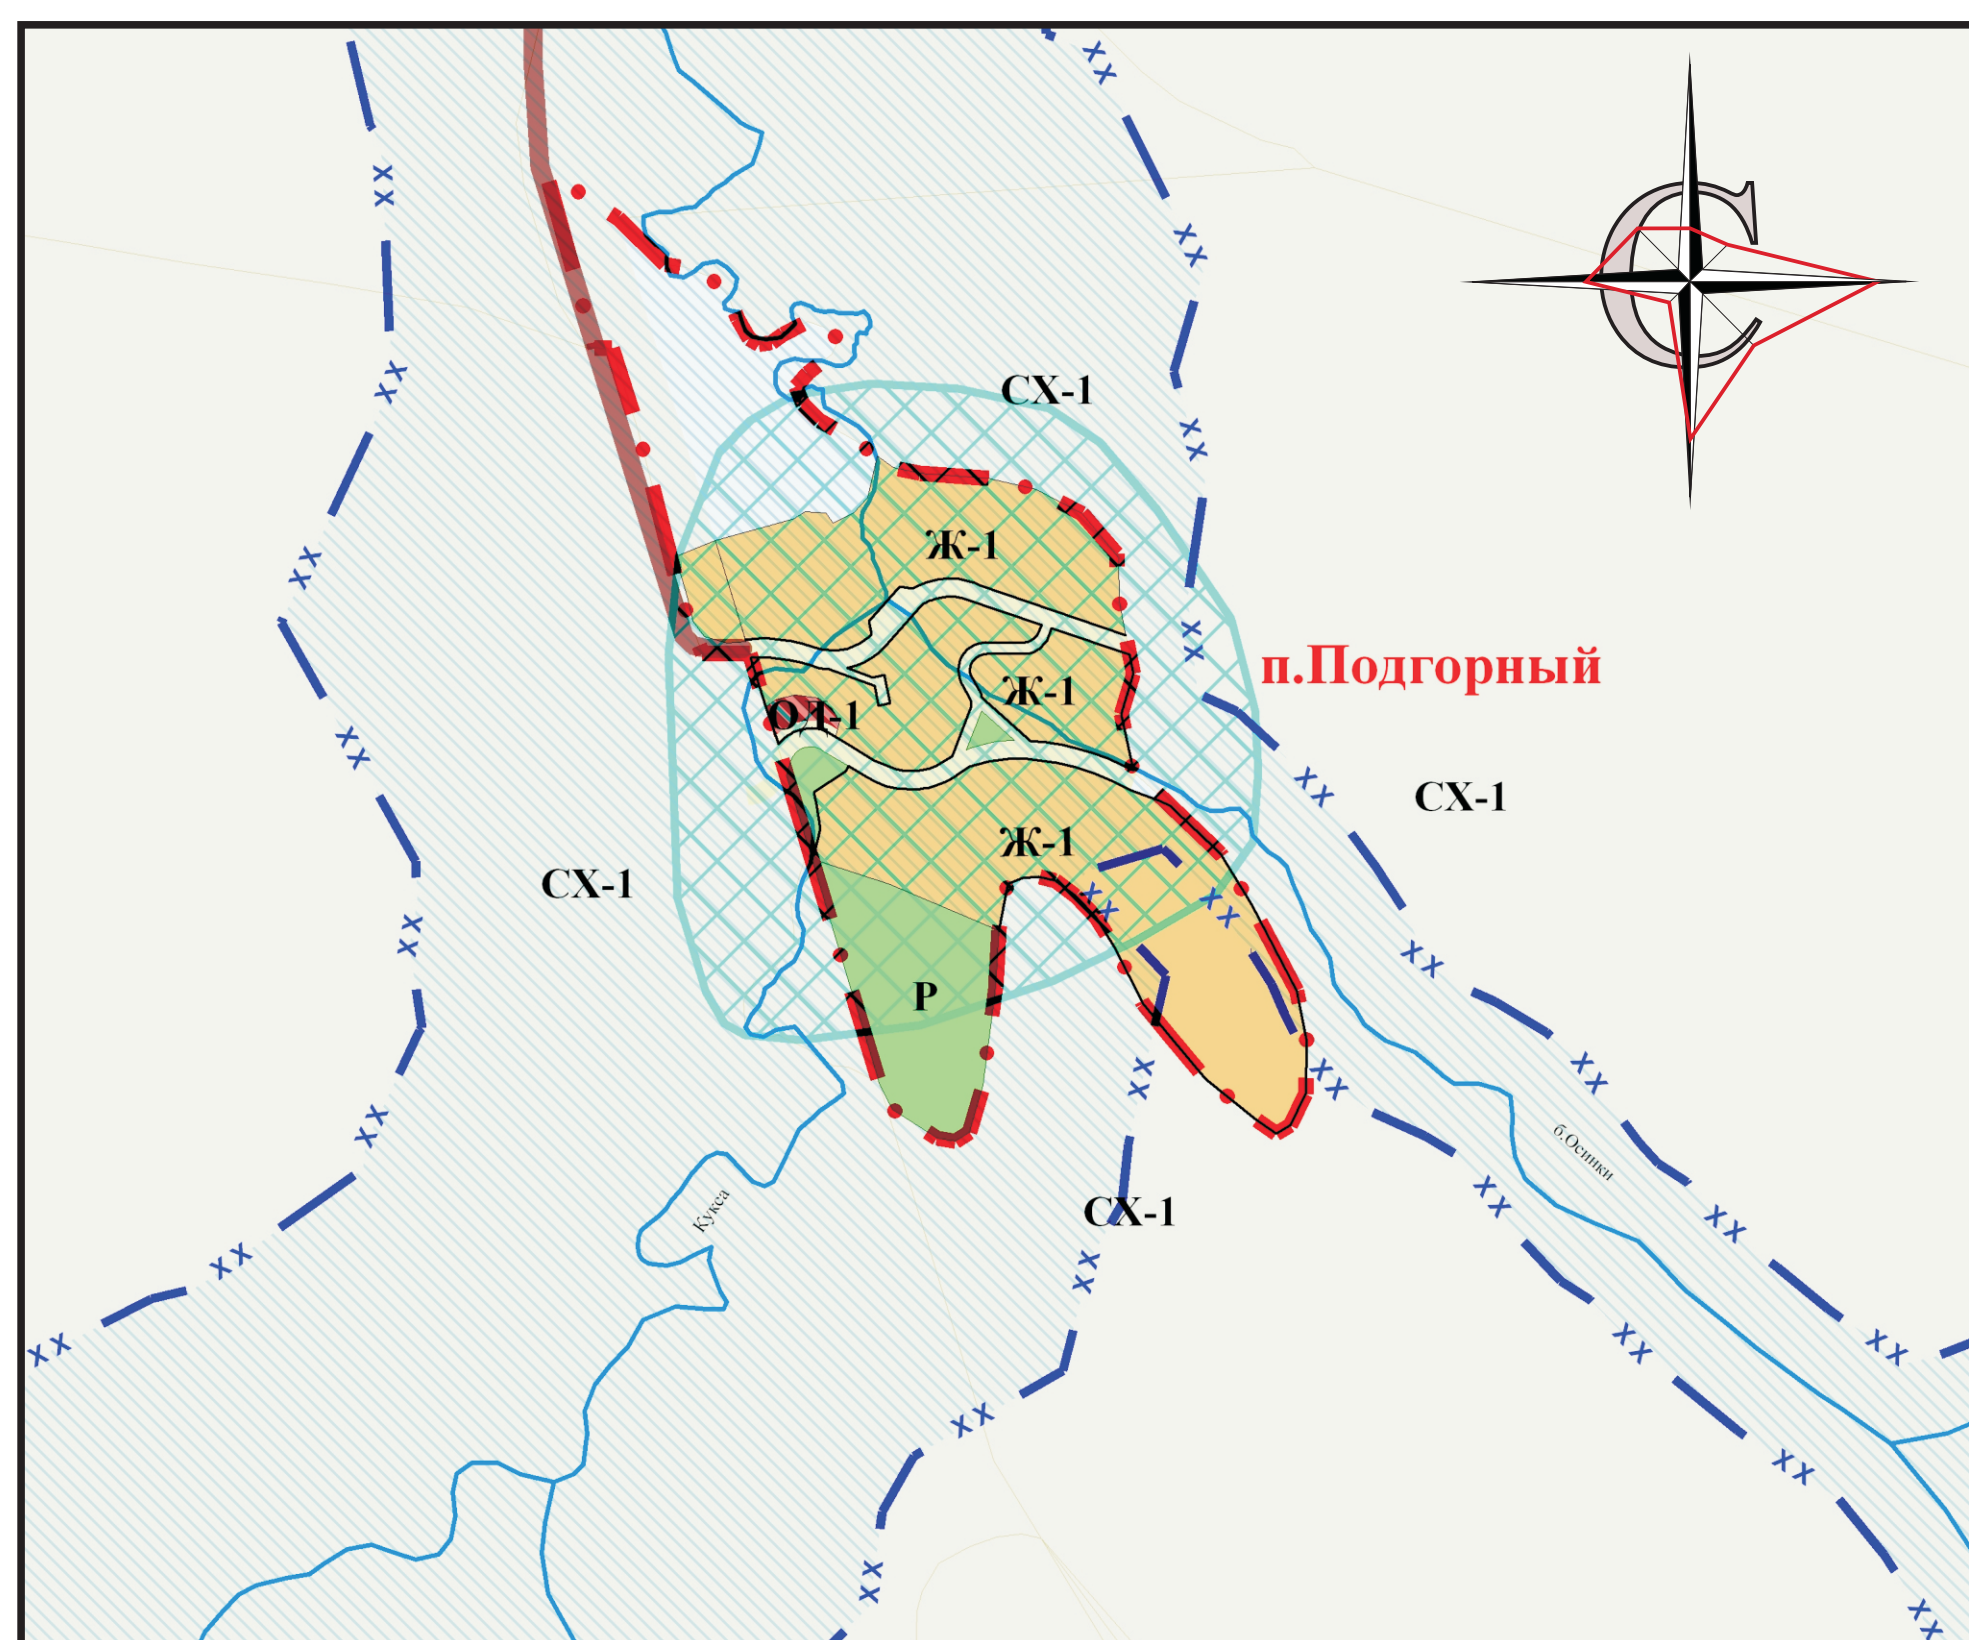 С
СХ-1
Ж-1
п.Подгорный
Ж-1
ОД-1
СХ-1
Ж-1
СХ-1
Р
б.Осинки
Кукса
СХ-1